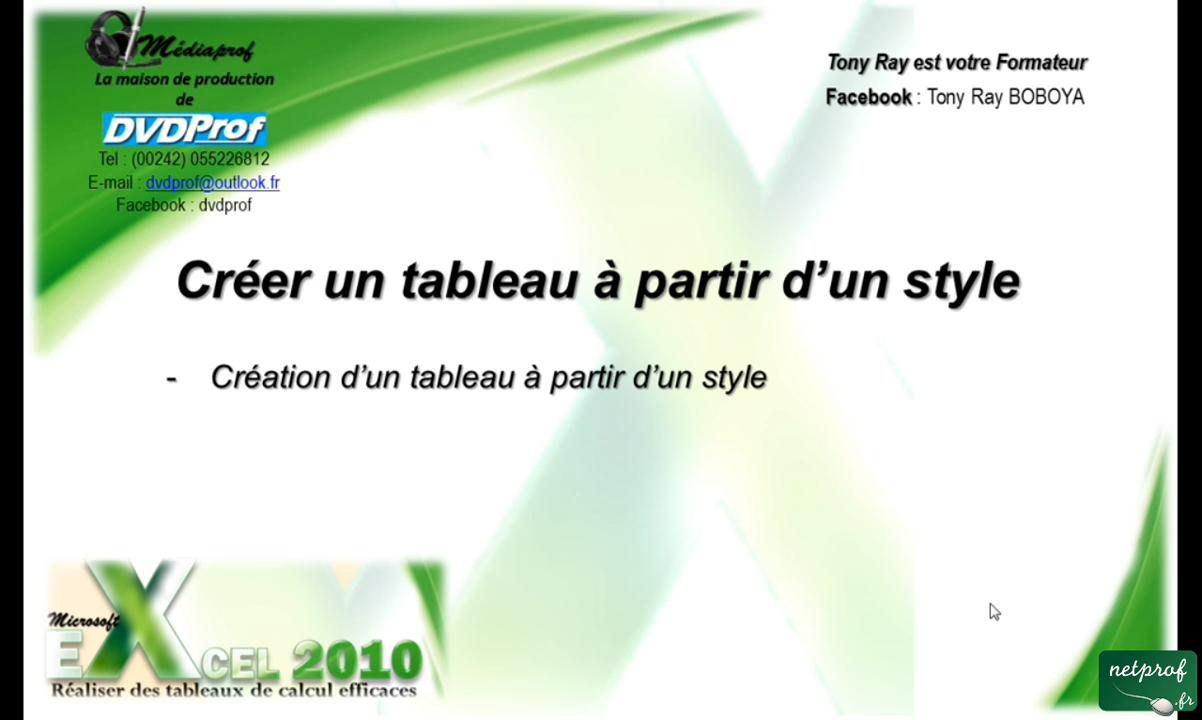 Médiaprof
La maison de production
de
DVDProf
Tel : (00242) 055226812
E-mail : dvdprof@outlook.fr
Facebook : dvdprof
Tony Ray est votre Formateur
Facebook : Tony Ray BOBOYA
Créer un tableau à partir d’un style
- Création d’un tableau à partir d’un style
Microsoft
EXCEL 2010
Réaliser des tableaux de calcul efficaces
netprof
.fr